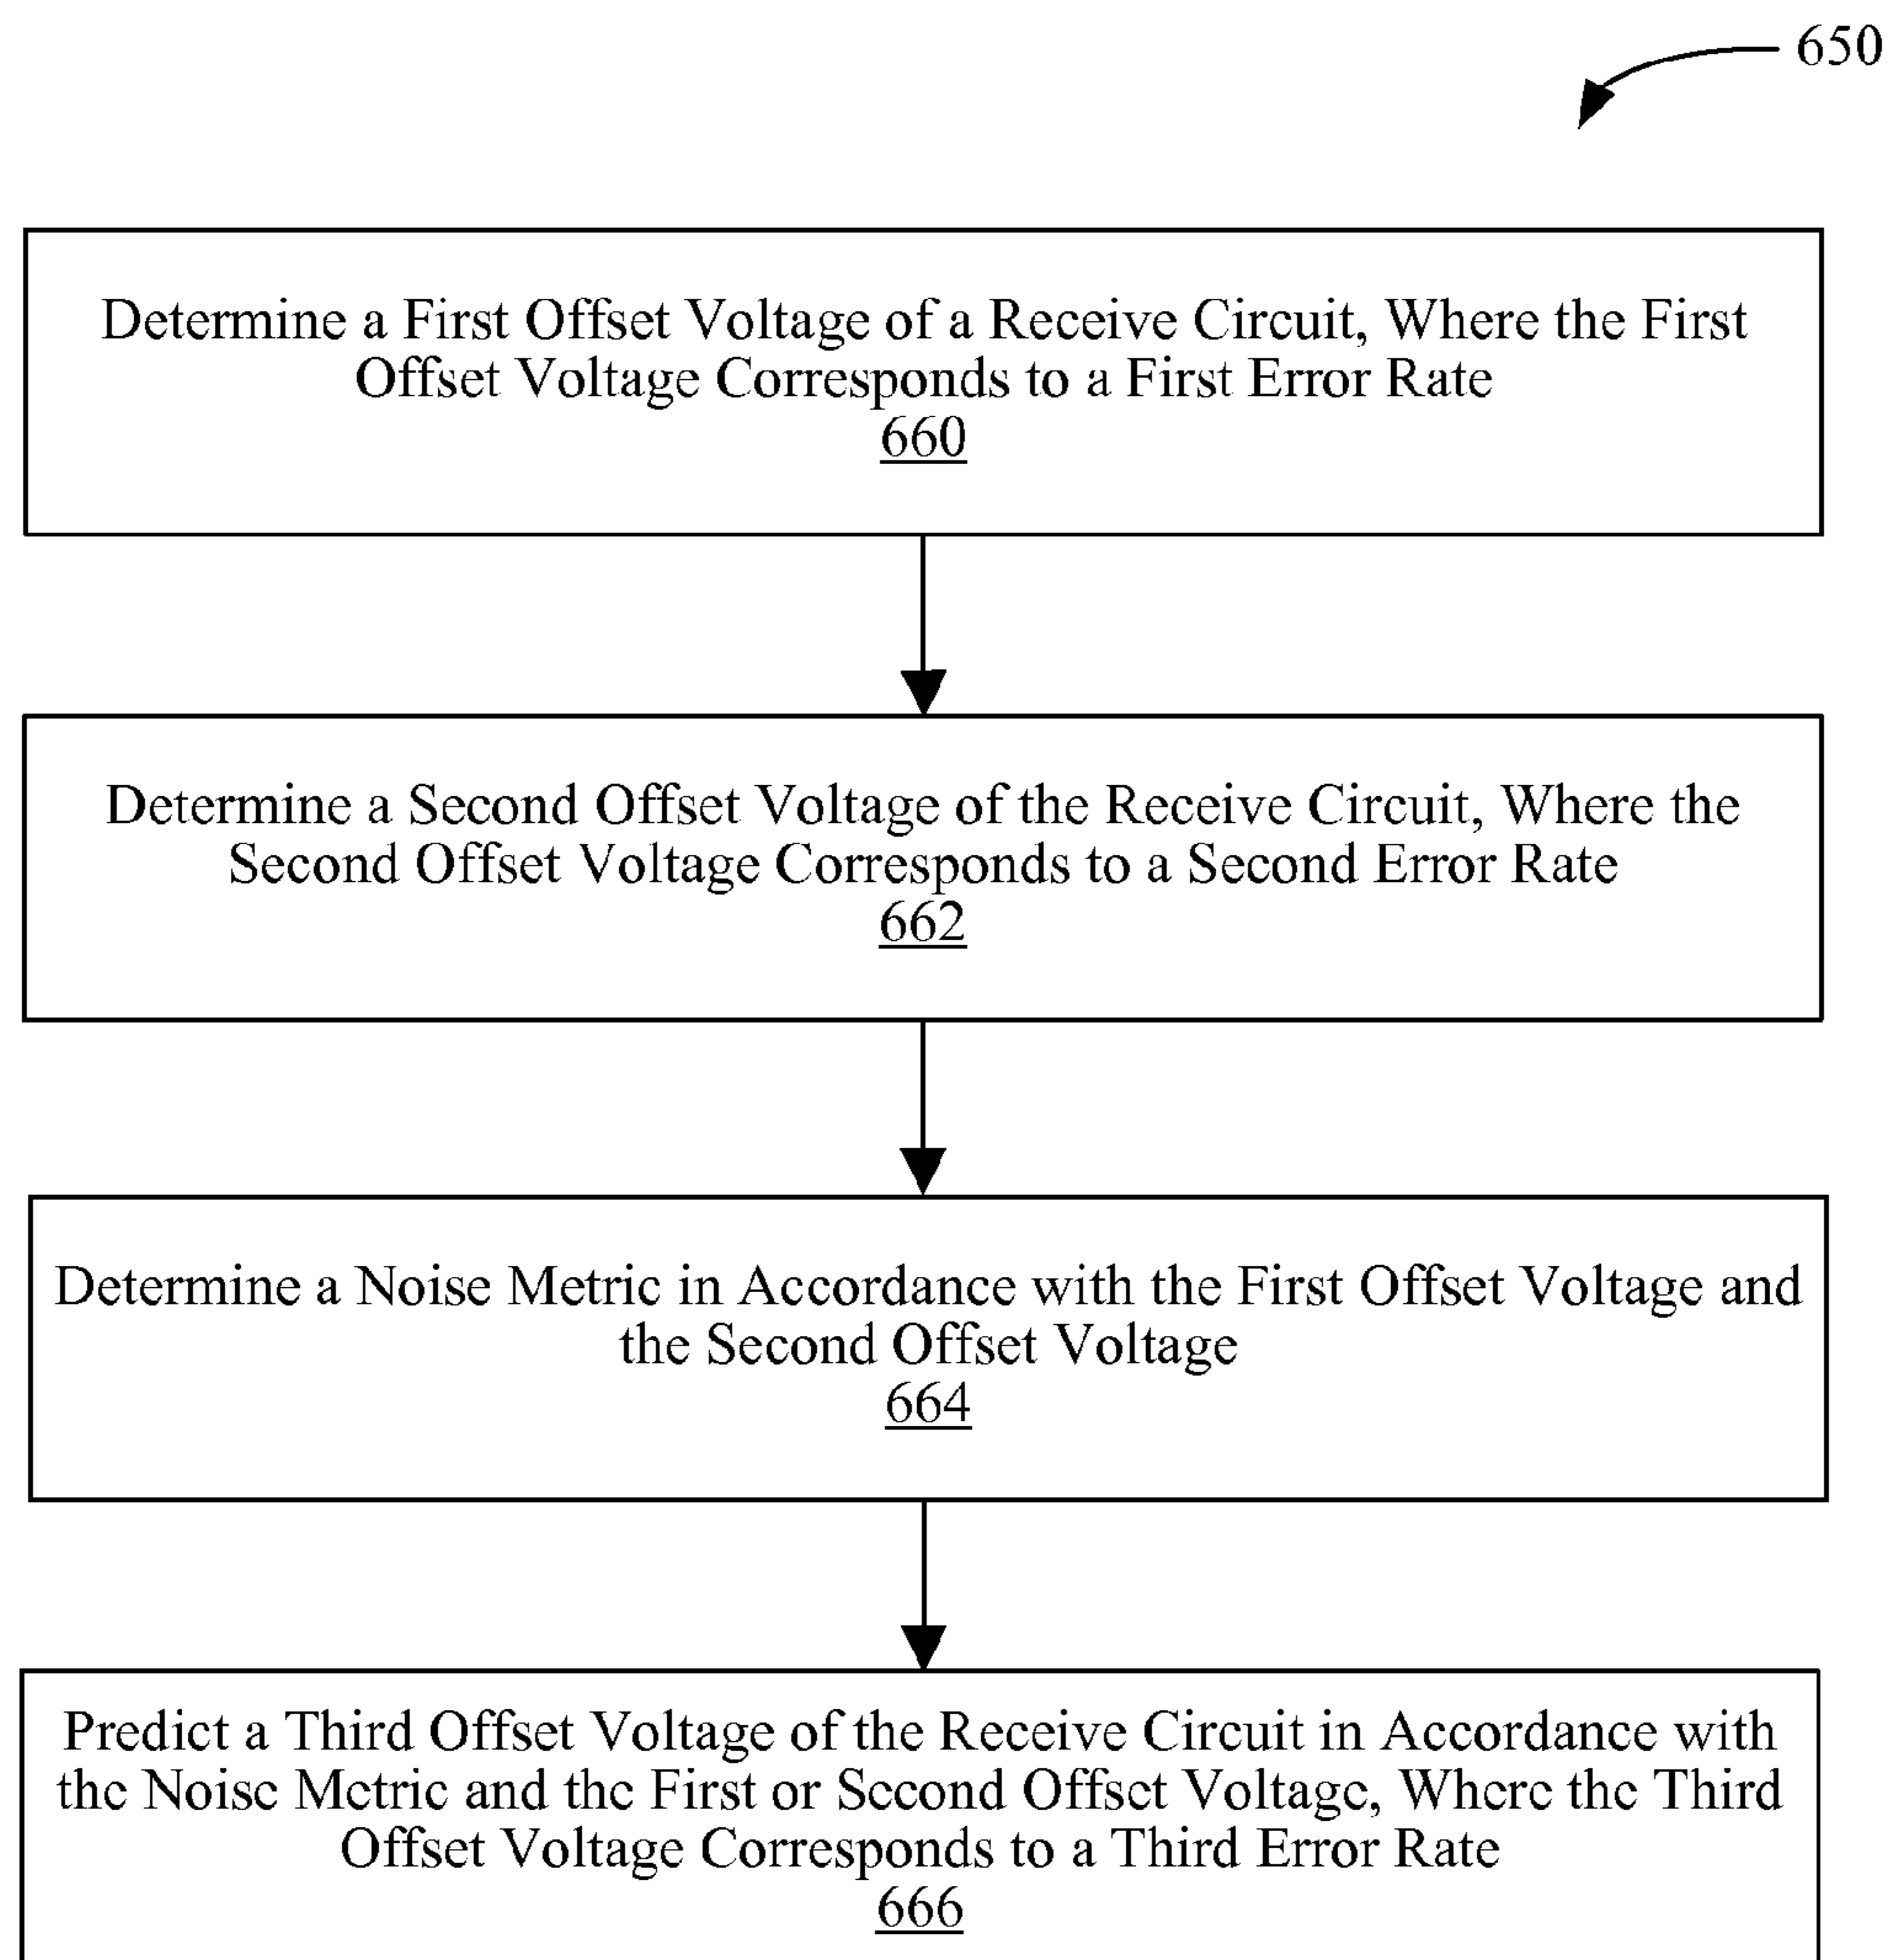 650
Determine a First Offset Voltage of a Receive Circuit, Where the First
Offset Voltage Corresponds to a First Error Rate
660
Determine a Second Offset Voltage of the Receive Circuit, Where the
Second Offset Voltage Corresponds to a Second Error Rate
662
Determine a Noise Metric in Accordance with the First Offset Voltage and
the Second Offset Voltage
664
Predict a Third Offset Voltage of the Receive Circuit in Accordance with
the Noise Metric and the First or Second Offset Voltage, Where the Third
Offset Voltage Corresponds to a Third Error Rate
666